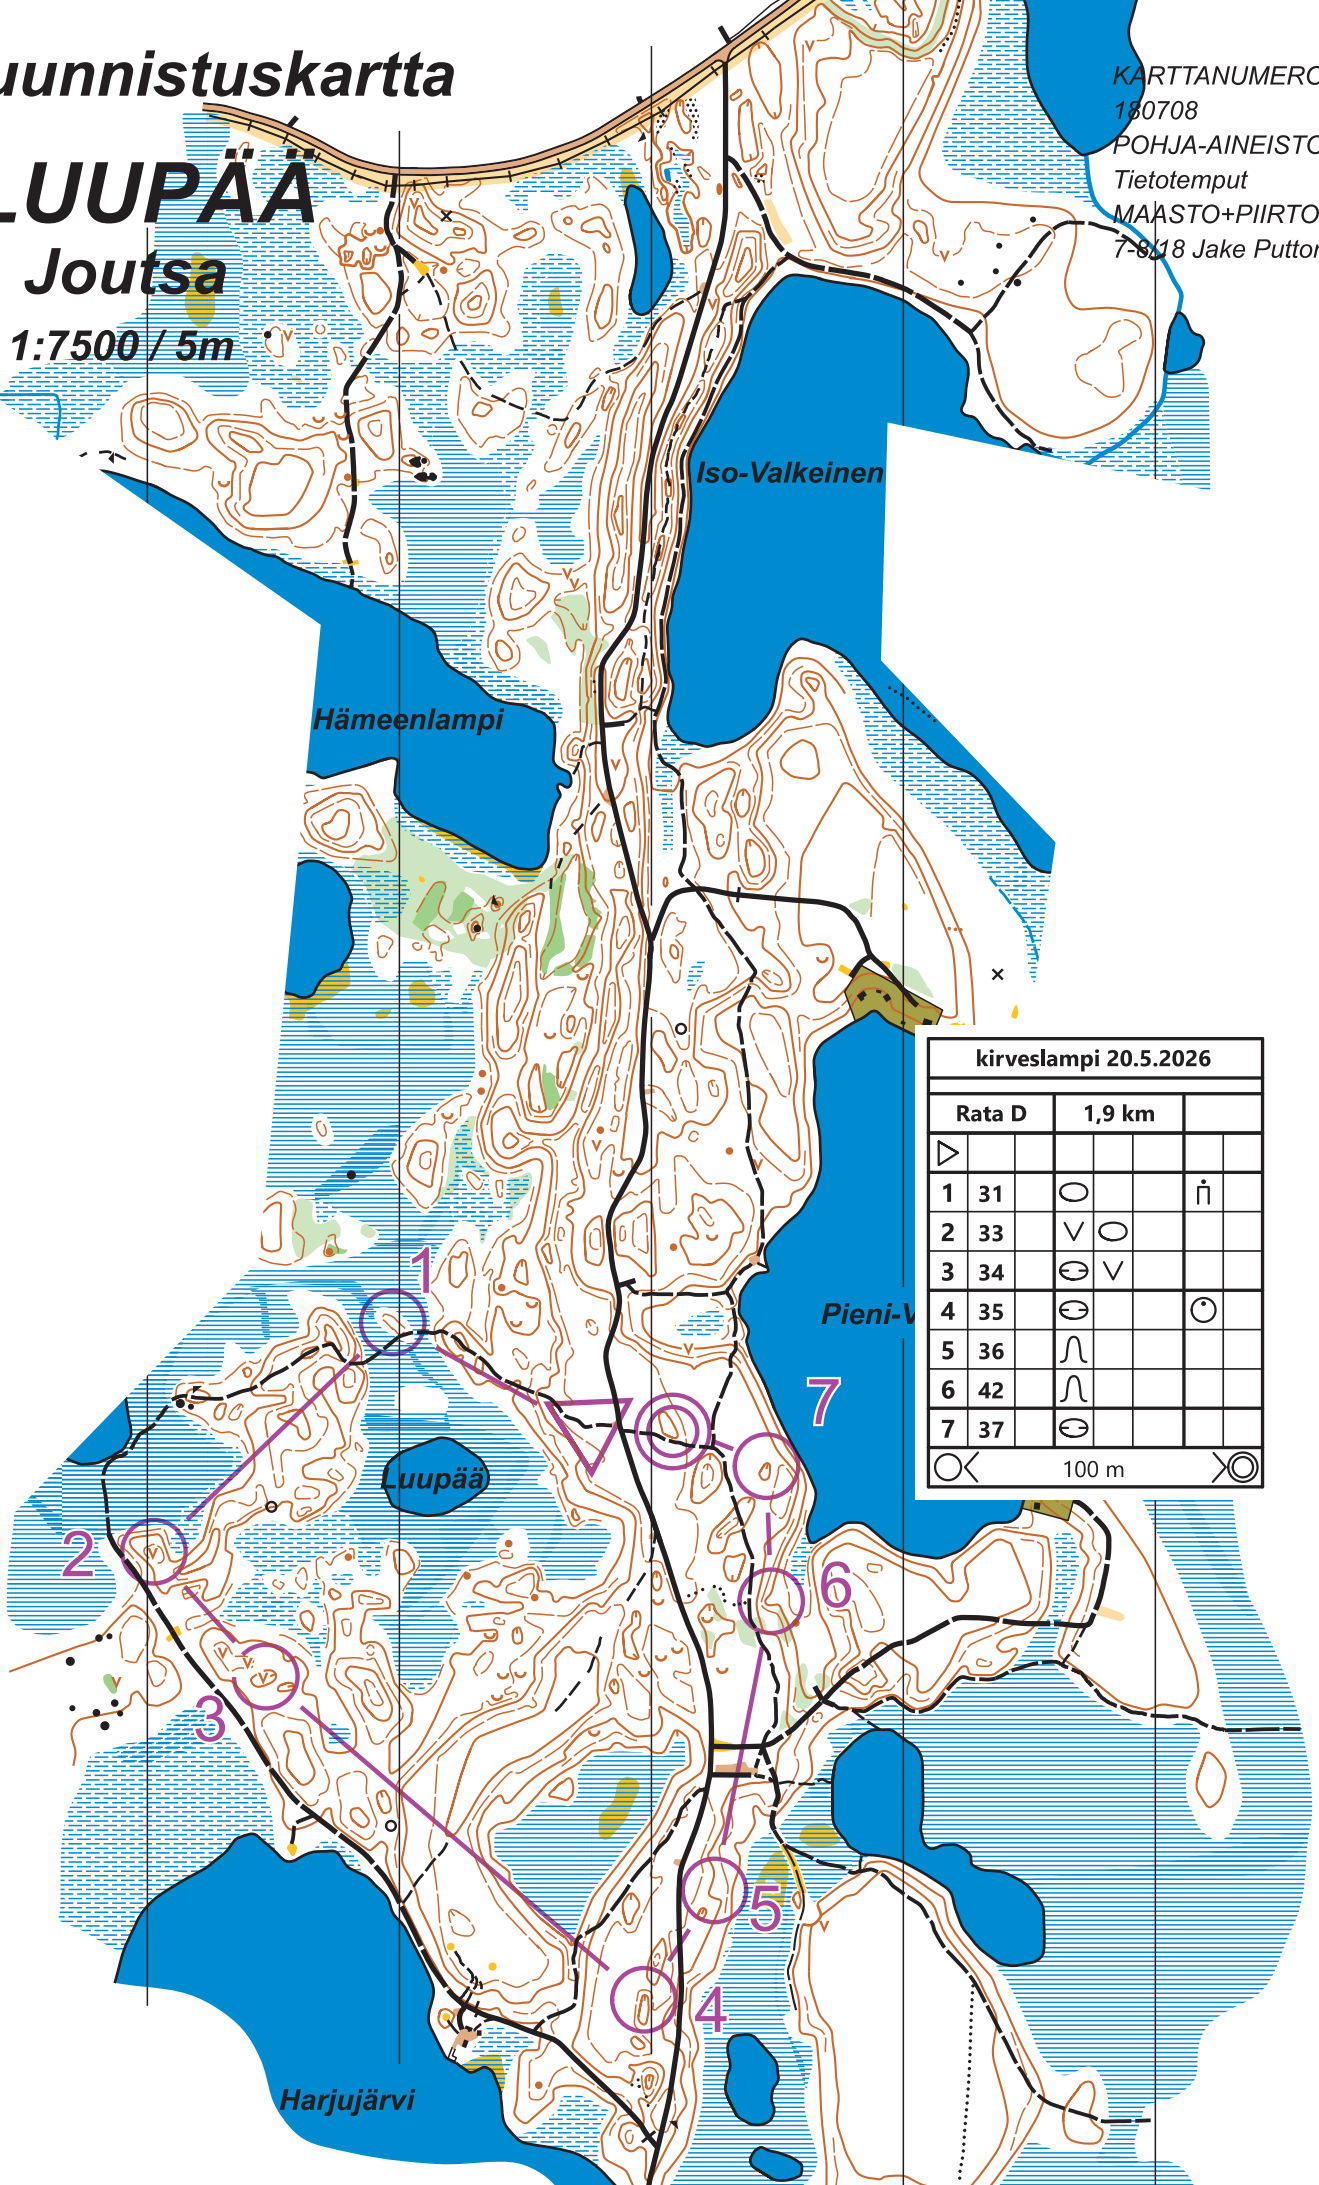 uunnistuskartta
LUUPÄÄ
Joutsa
1:7500 / 5m
KARTTANUMERO
180708
POHJA-AINEISTO
Tietotemput
MAASTO+PIIRTO
7-8/18 Jake Putton
Iso-Valkeinen
Hämeenlampi
Pieni-V
Luupää
Harjujärvi
1
2
3
4
5
6
7
kirveslampi 20.5.2026
Rata D 1,9 km
1 31
2 33
3 34
4 35
5 36
6 42
7 37
100 m